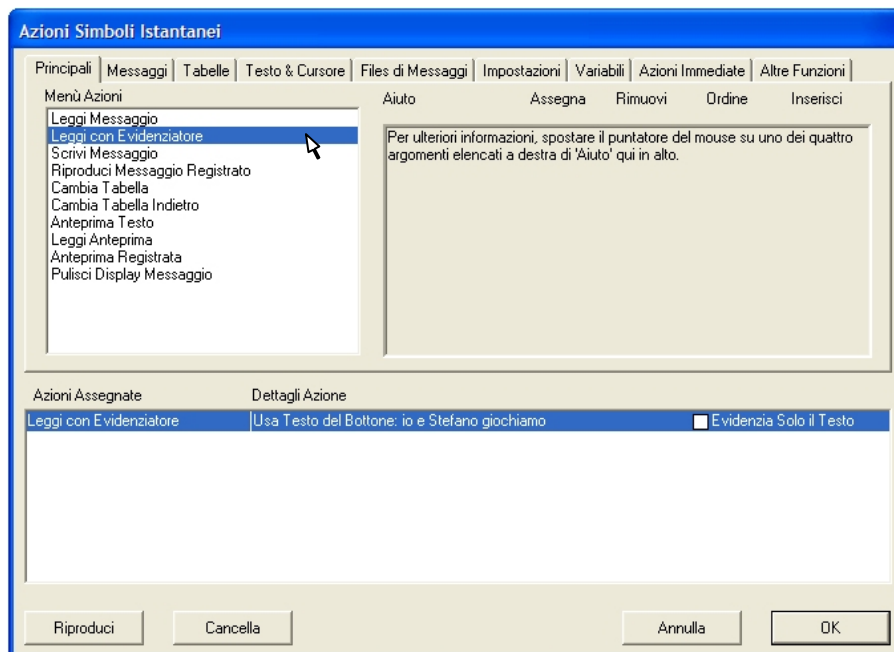 Azioni Simboli Istantanei
Principali Messaggi Tabelle Testo & Cursore Files di Messaggi Impostazioni Variabili Azioni Immediate Altre Funzioni
Menù Azioni
Leggi Messaggio
Leggi con Evidenziatore
Scrivi Messaggio
Riproduci Messaggio Registrato
Cambia Tabella
Cambia Tabella Indietro
Anteprima Testo
Leggi Anteprima
Anteprima Registrata
Pulisci Display Messaggio
Aiuto Assegna Rimuovi Ordine Inserisci
Per ulteriori informazioni, spostare il puntatore del mouse su uno dei quattro
argomenti elencati a destra di 'Aiuto' qui in alto.
Azioni Assegnate Dettagli Azione
Leggi con Evidenziatore Usa Testo del Bottone: io e Stefano giochiamo Evidenzia Solo il Testo
Riproduci Cancella Annulla OK